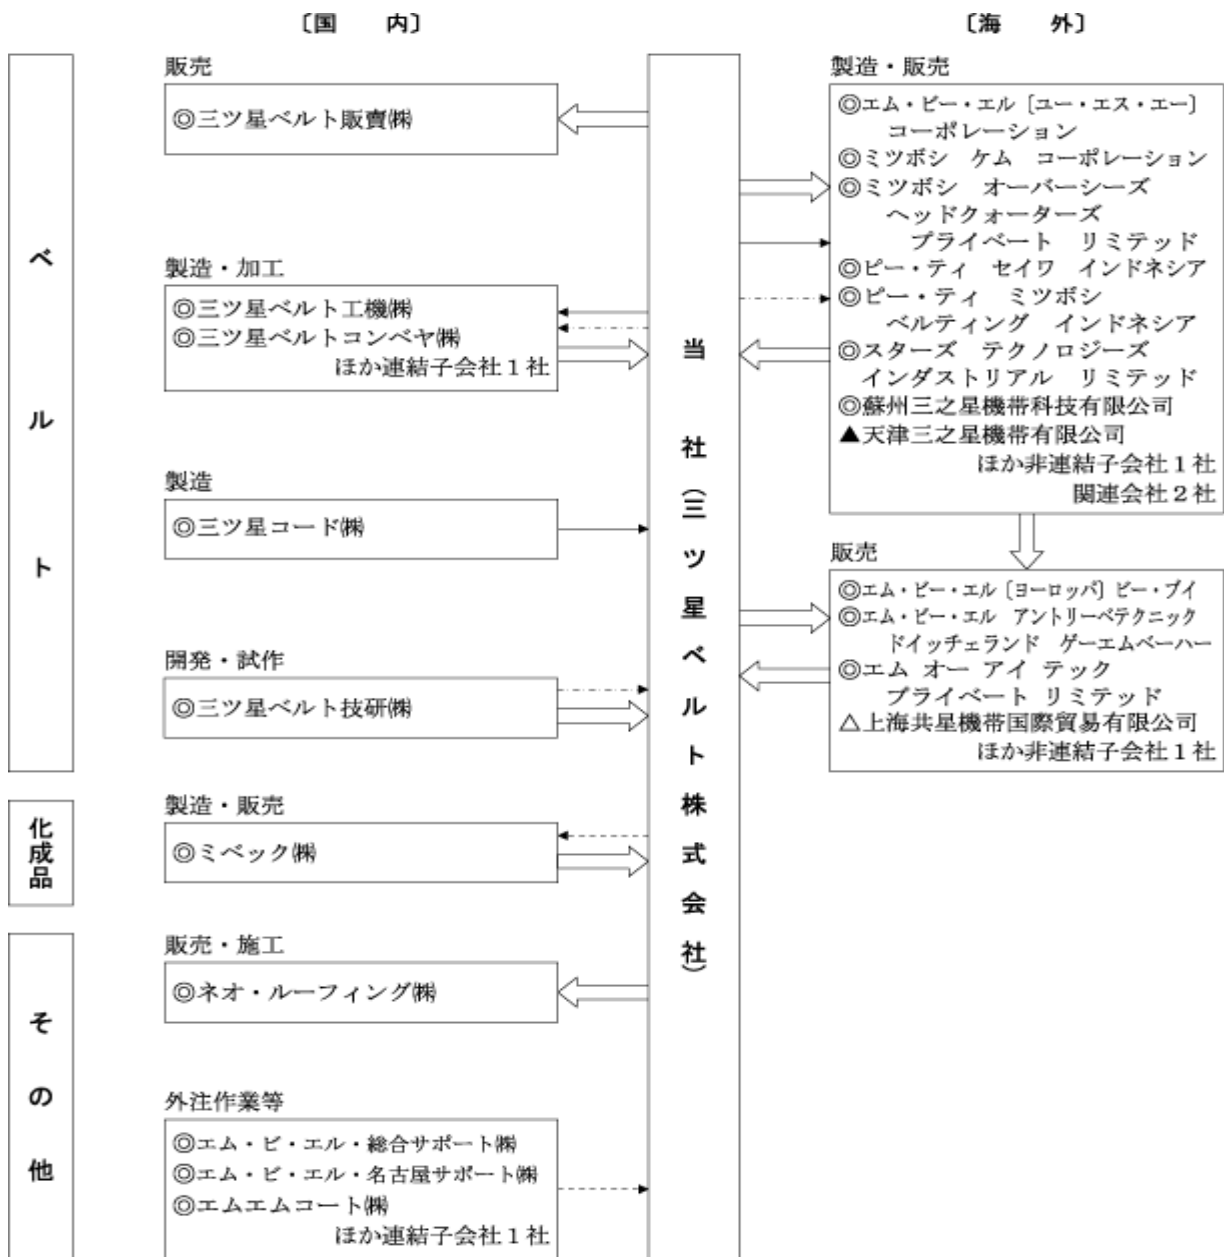 〔国　内〕
〔海　外〕
ベルト
販売
◎三ツ星ベルト販賣㈱
製造・加工
◎三ツ星ベルト工機㈱
◎三ツ星ベルトコンベヤ㈱
ほか連結子会社１社
製造
◎三ツ星コード㈱
開発・試作
◎三ツ星ベルト技研㈱
化成品
製造・販売
◎ミベック㈱
その他
販売・施工
◎ネオ・ルーフィング㈱
外注作業等
◎エム・ビ・エル・総合サポート㈱
◎エム・ビ・エル・名古屋サポート㈱
◎エムエムコート㈱
ほか連結子会社１社
当社（三ツ星ベルト株式会社）
製造・販売
◎エム・ビー・エル〔ユー・エス・エー〕
コーポレーション
◎ミツボシ　ケム　コーポレーション
◎ミツボシ　オーバーシーズ
ヘッドクォーターズ
プライベート　リミテッド
◎ピー・ティ　セイワ　インドネシア
◎ピー・ティ　ミツボシ
ベルティング　インドネシア
◎スターズ　テクノロジーズ
インダストリアル　リミテッド
◎蘇州三之星機帯科技有限公司
▲天津三之星機帯有限公司
ほか非連結子会社１社
関連会社２社
販売
◎エム・ビー・エル〔ヨーロッパ〕ビー・ブイ
◎エム・ビー・エル　アントリーベテクニック
ドイッチェランド　ゲーエムベーハー
◎エム オー アイ テック
プライベート リミテッド
△上海共星機帯国際貿易有限公司
ほか非連結子会社１社